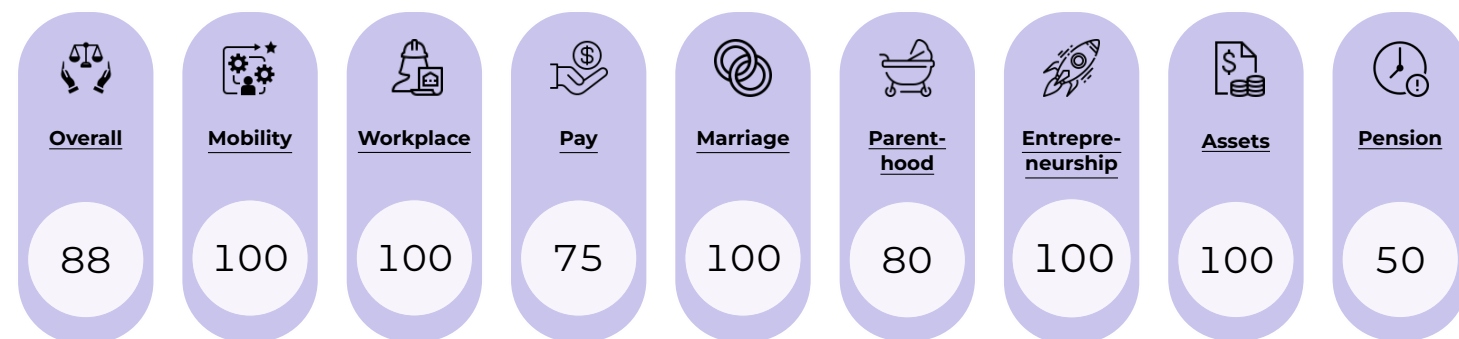 Overall
88
Mobility
100
Workplace
100
Pay
75
Marriage
100
Parent-
hood
80
Entrepre-
neurship
100
$
Assets
100
Pension
50